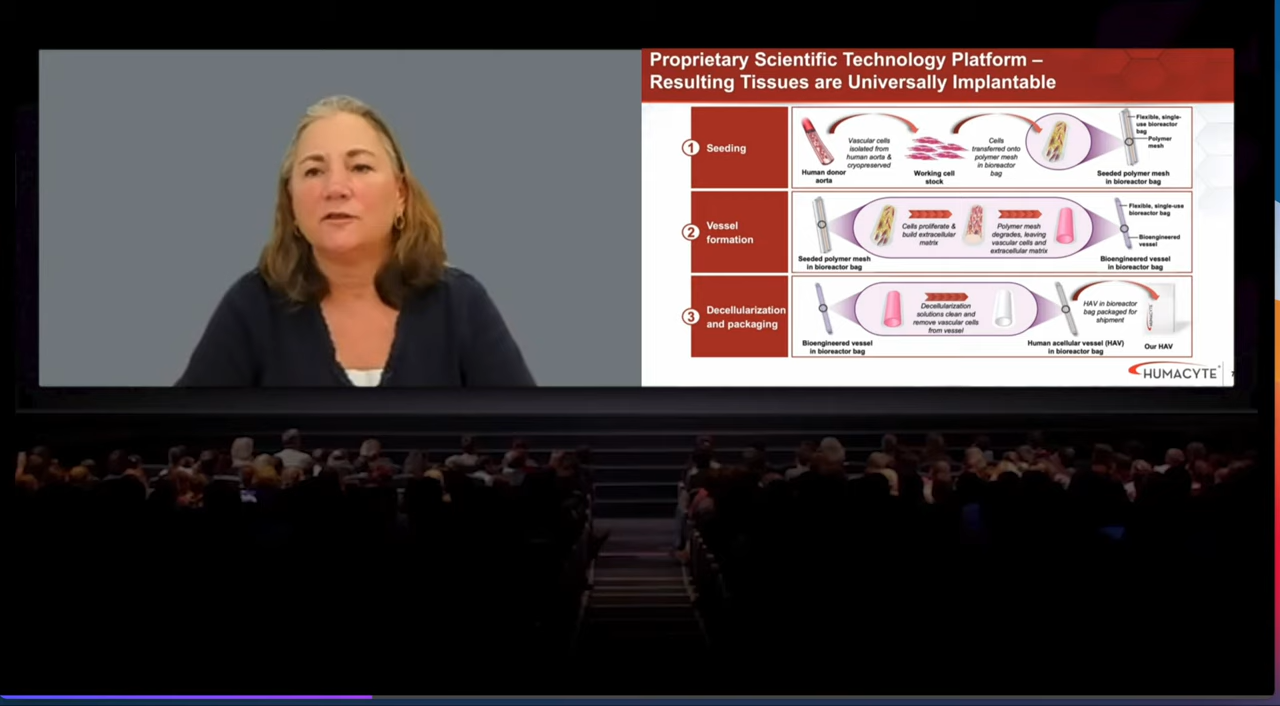 Proprietary Scientific Technology Platform –
Resulting Tissues are Universally Implantable
1
Seeding
Human donor
aorta
Vascular cells
isolated from
human aorta &
cryopreserved
Working cell
stock
Cells
transferred onto
polymer mesh
in bioreactor
bag
Flexible, single-
use bioreactor
bag
Polymer
mesh
Seeded polymer mesh
in bioreactor bag
2
Vessel
formation
Seeded polymer mesh
in bioreactor bag
Cells proliferate &
build extracellular
matrix
Polymer mesh
degrades, leaving
vascular cells and
extracellular matrix
Flexible, single-use
bioreactor bag
Bioengineered
vessel
Bioengineered vessel
in bioreactor bag
3
Decellularization
and packaging
Bioengineered vessel
in bioreactor bag
Decellularization
solutions clean and
remove vascular cells
from vessel
Human acellular vessel (HAV)
in bioreactor bag
HAV in bioreactor
bag packaged for
shipment
Our HAV
HUMACYTE